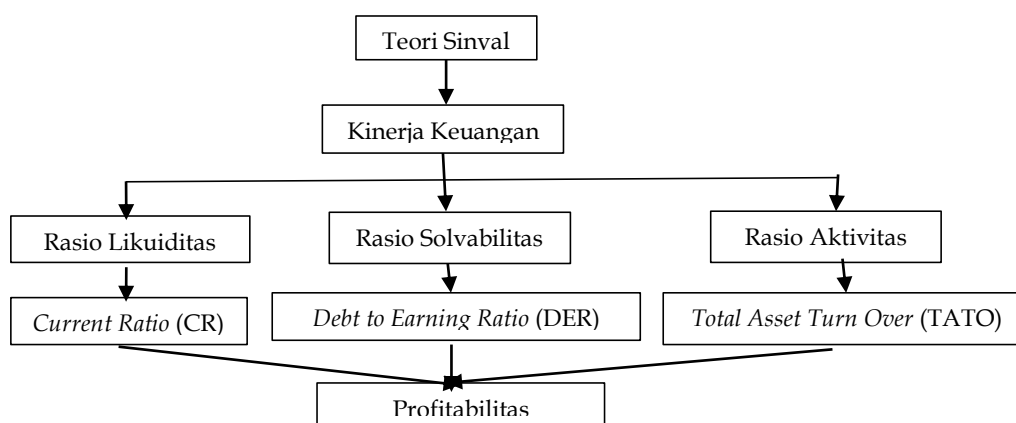 Teori Sinval
Kinerja Keuangan
Rasio Likuiditas
Rasio Solvabilitas
Rasio Aktivitas
Current Ratio (CR)
Debt to Earning Ratio (DER)
Total Asset Turn Over (TATO)
Profitabilitas